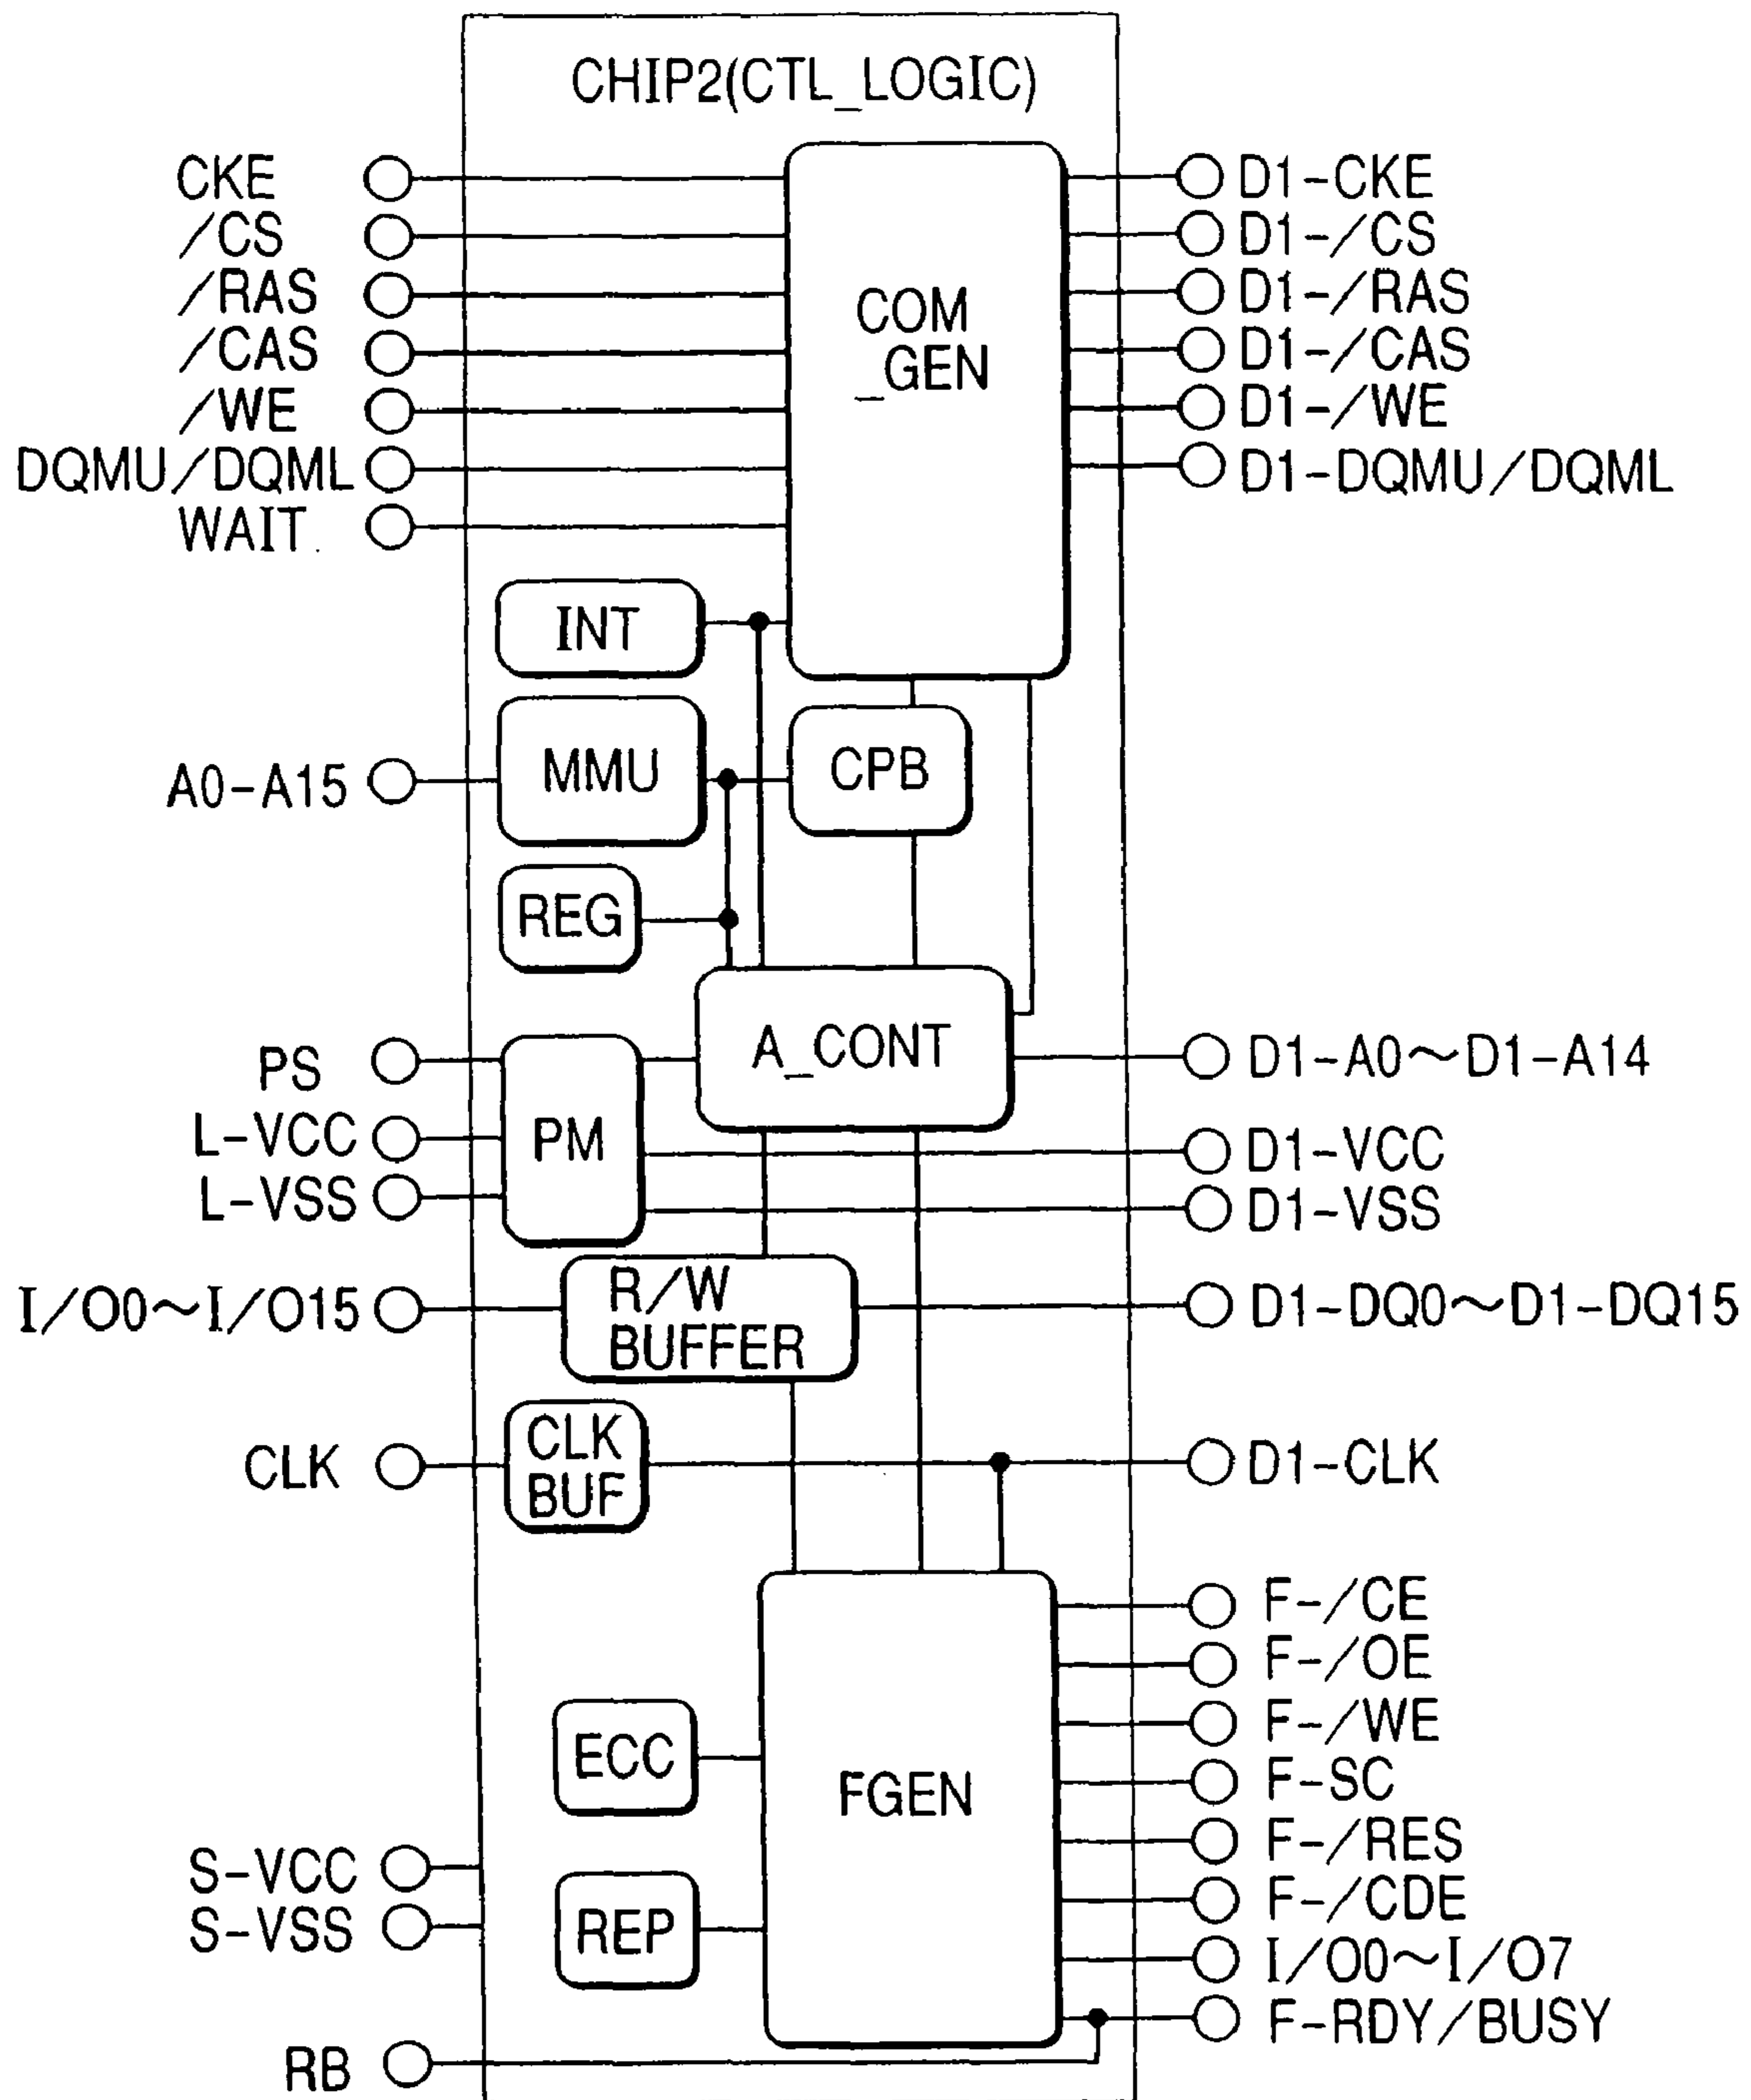 CHIP2(CTL_LOGIC)
CKE
/CS
/RAS
/CAS
/WE
DQMU/DQML
WAIT
COM
_GEN
D1-CKE
D1-/CS
D1-/RAS
D1-/CAS
D1-/WE
D1-DQMU/DQML
INT
A0-A15
MMU
CPB
REG
A_CONT
PS
L-VCC
L-VSS
PM
D1-A0~D1-A14
D1-VCC
D1-VSS
I/O0~I/O15
R/W
BUFFER
D1-DQ0~D1-DQ15
CLK
CLK
BUF
D1-CLK
ECC
REP
FGEN
F-/CE
F-/OE
F-/WE
F-SC
F-/RES
F-/CDE
I/O0~I/O7
F-RDY/BUSY
S-VCC
S-VSS
RB